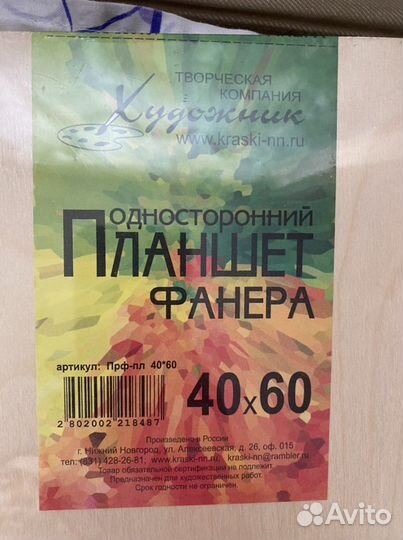 ТВОРЧЕСКАЯ
КОМПАНИЯ
Художник
www.kraski-nn.ru
односторонний
Планшет
фанера
артикул: Прф-пл 40*60
40х60
2 802002 218487
Произведено в России
г. Нижний Новгород, ул. Алексеевская, д. 26, оф. 015
тел: (831) 428-26-81; www.kraski-nn.ru, kraski-nn@rambler.ru
Товар обязательной сертификации не подлежит.
Предназначен для художественных работ.
Срок годности не ограничен.
Avito